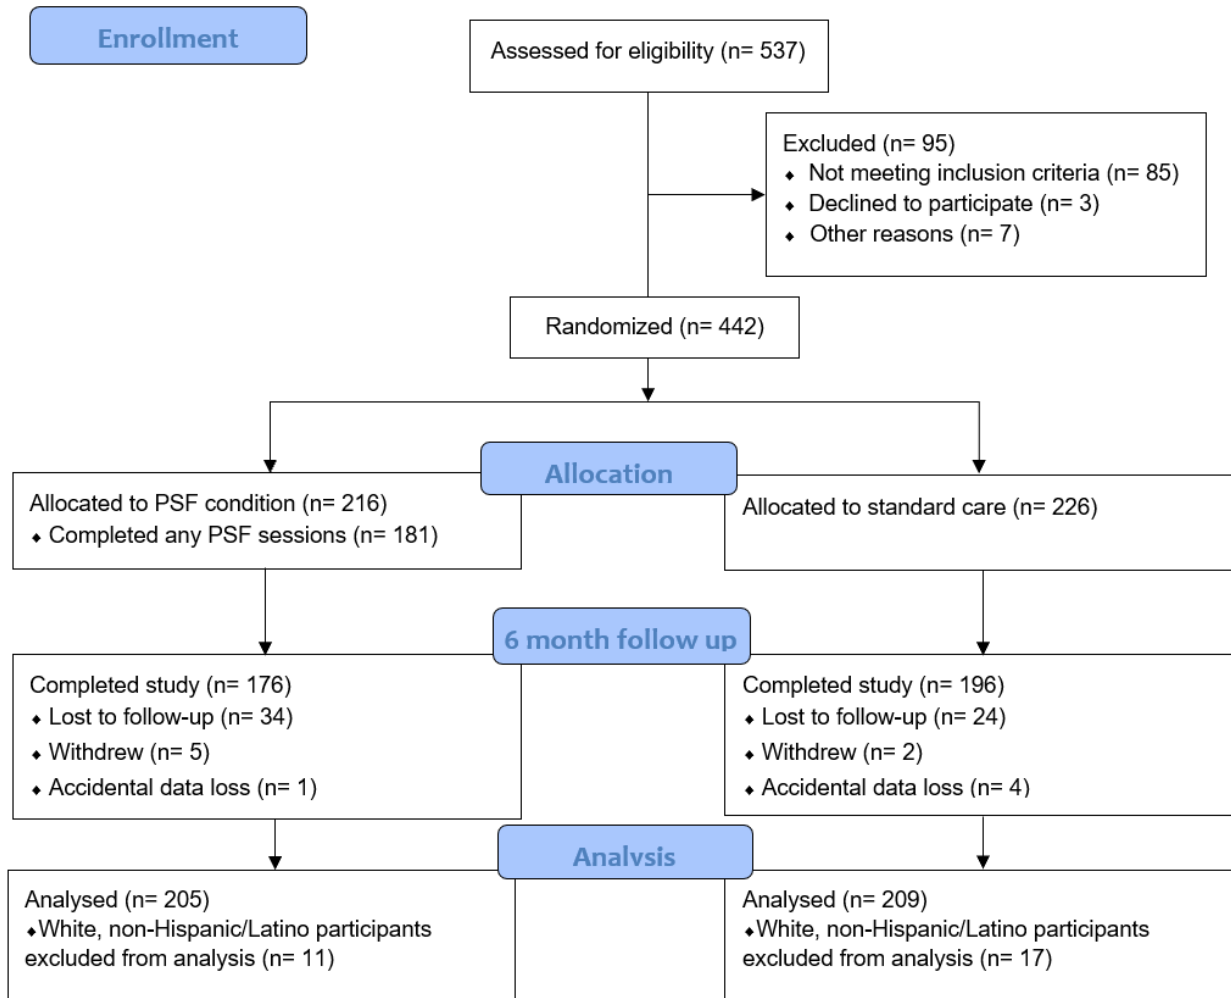 Enrollment
Assessed for eligibility (n= 537)
Excluded (n= 95)
⬥ Not meeting inclusion criteria (n= 85)
⬥ Declined to participate (n= 3)
⬥ Other reasons (n= 7)
Randomized (n= 442)
Allocation
Allocated to PSF condition (n= 216)
⬥ Completed any PSF sessions (n= 181)
Allocated to standard care (n= 226)
6 month follow up
Completed study (n= 176)
⬥ Lost to follow-up (n= 34)
⬥ Withdrew (n= 5)
⬥ Accidental data loss (n= 1)
Completed study (n= 196)
⬥ Lost to follow-up (n= 24)
⬥ Withdrew (n= 2)
⬥ Accidental data loss (n= 4)
Analysis
Analysed (n= 205)
⬥White, non-Hispanic/Latino participants
excluded from analysis (n= 11)
Analysed (n= 209)
⬥White, non-Hispanic/Latino participants
excluded from analysis (n= 17)